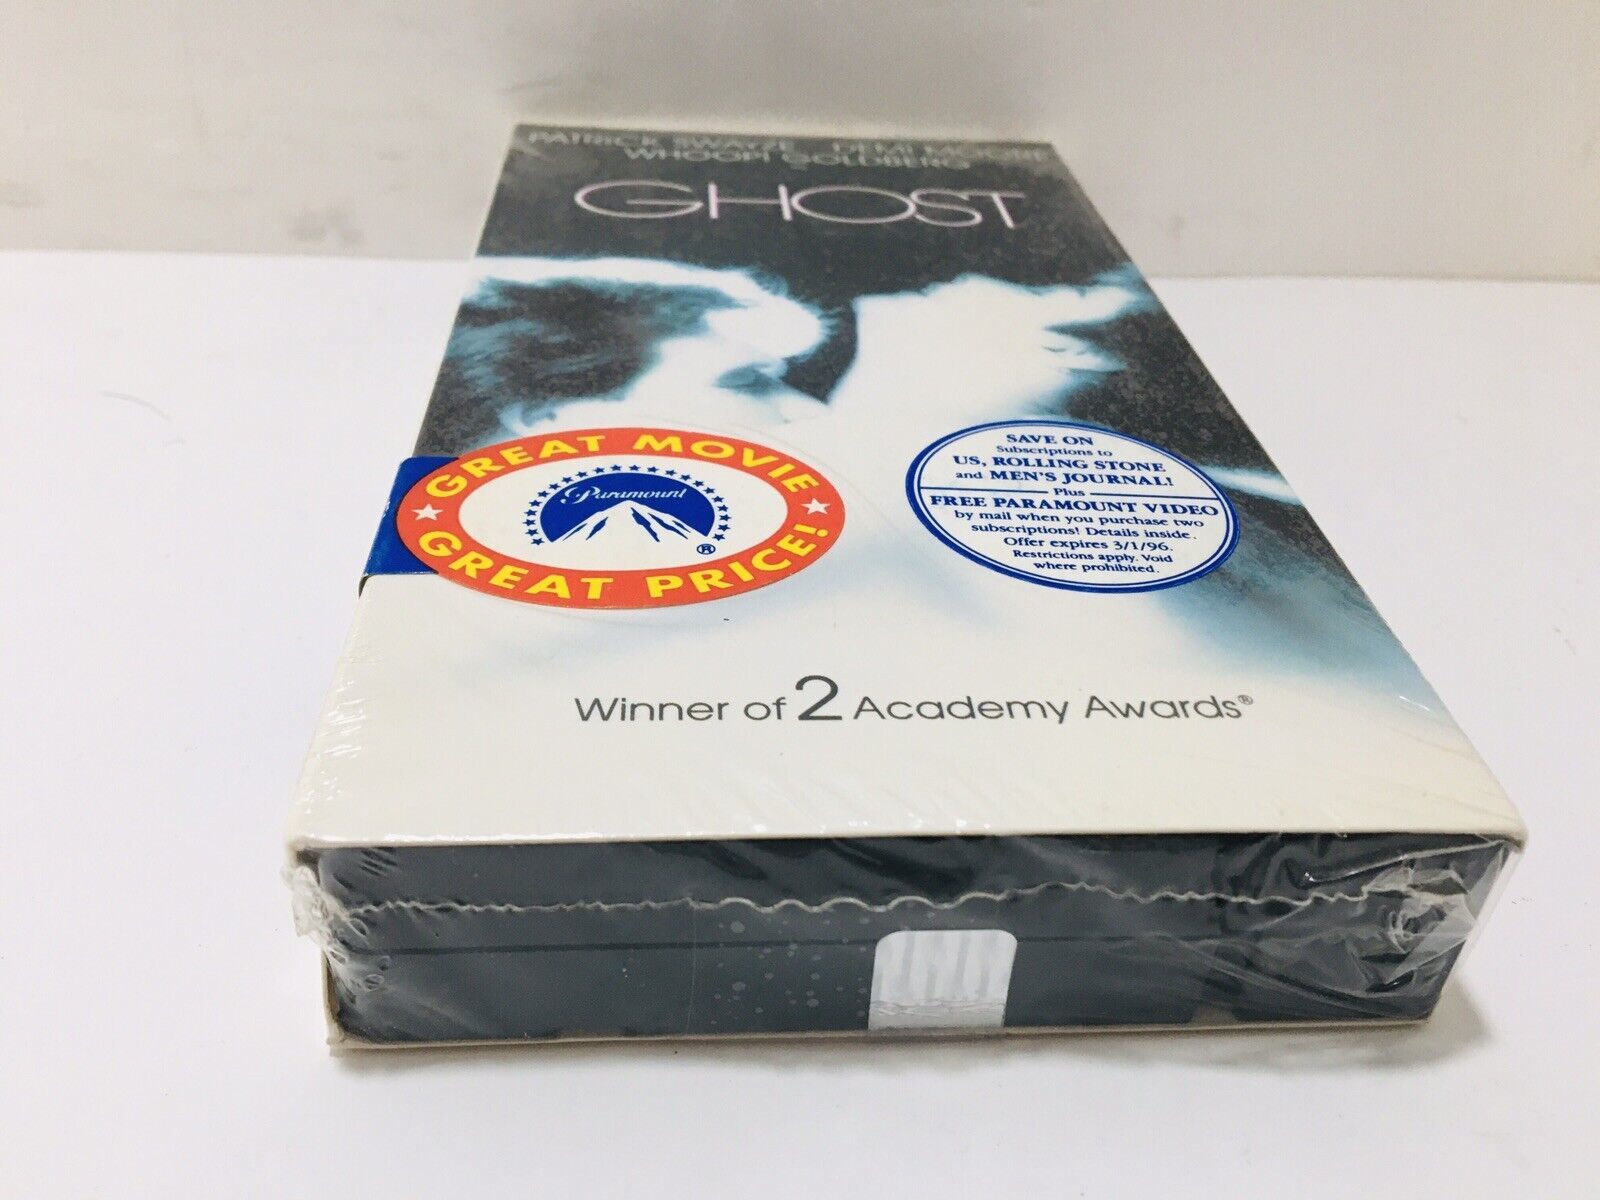 PATRICK SWAYZE DEMI MOORE
WHOOPI GOLDBERG
GHOST
GREAT MOVIE
Paramount
®
GREAT PRICE!
SAVE ON
Subscriptions to
US, ROLLING STONE
and MEN'S JOURNAL!
Plus
FREE PARAMOUNT VIDEO
by mail when you purchase two
subscriptions! Details inside.
Offer expires 3/1/96.
Restrictions apply. Void
where prohibited.
Winner of 2 Academy Awards®